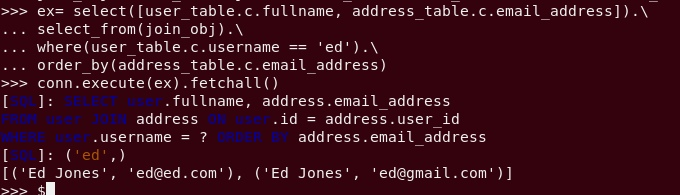 >>> ex= select([user_table.c.fullname, address_table.c.email_address]).\
... select_from(join_obj).\
... where(user_table.c.username == 'ed').\
... order_by(address_table.c.email_address)
>>> conn.execute(ex).fetchall()
[SQL]: SELECT user.fullname, address.email_address
FROM user JOIN address ON user.id = address.user_id
WHERE user.username = ? ORDER BY address.email_address
[SQL]: ('ed',)
[('Ed Jones', 'ed@ed.com'), ('Ed Jones', 'ed@gmail.com')]
>>> $